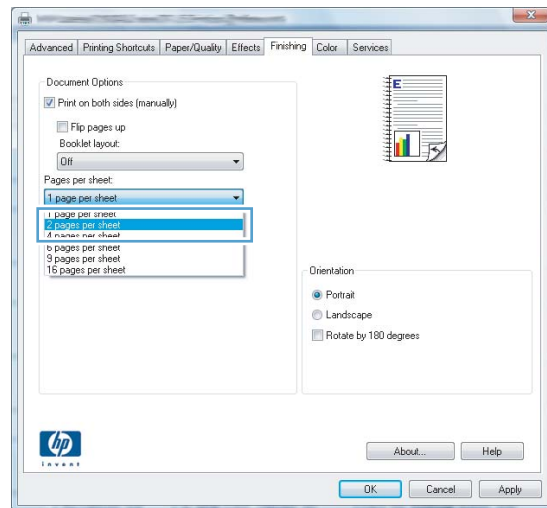 Advanced Printing Shortcuts Paper/Quality Effects Finishing Color Services
Document Options
Print on both sides (manually)
Flip pages up
Booklet layout:
Off
Pages per sheet:
1 page per sheet
1 page per sheet
2 pages per sheet
4 pages per sheet
6 pages per sheet
9 pages per sheet
16 pages per sheet
E
Orientation
Portrait
Landscape
Rotate by 180 degrees
hp
invent
About... Help
OK Cancel Apply